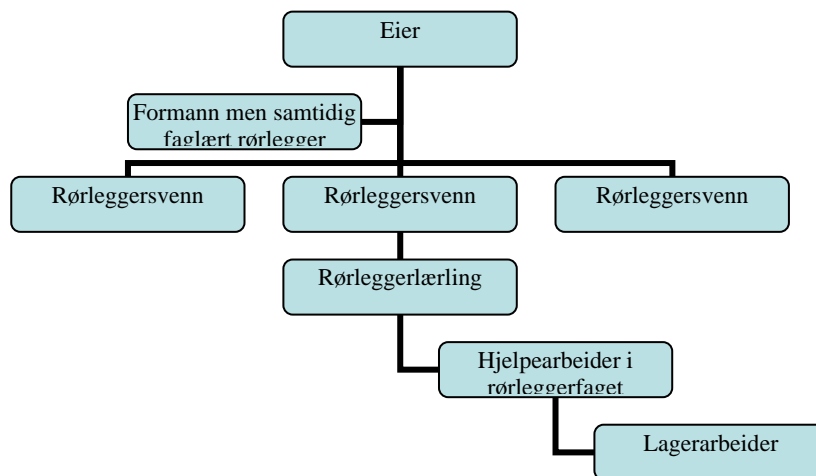 Eier
Formann men samtidig
faglært rørlegger
Rørleggersvenn
Rørleggersvenn
Rørleggersvenn
Rørleggerlærling
Hjelpearbeider i
rørleggerfaget
Lagerarbeider